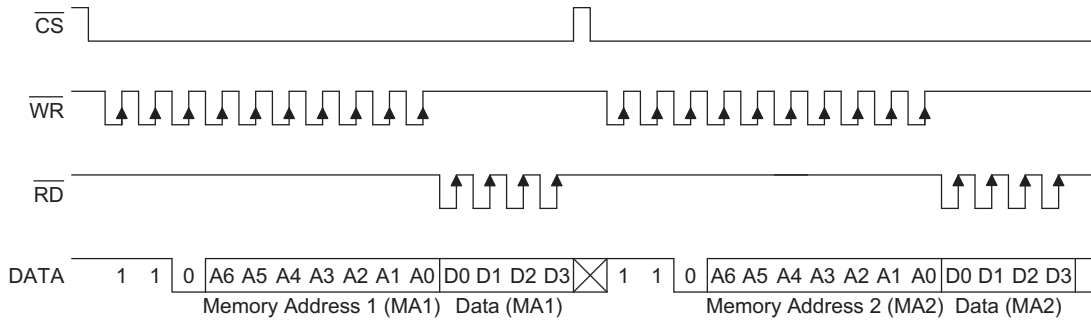 CS
WR
RD
DATA 1 1 0 A6 A5 A4 A3 A2 A1 A0 D0 D1 D2 D3 1 1 0 A6 A5 A4 A3 A2 A1 A0 D0 D1 D2 D3
Memory Address 1 (MA1) Data (MA1) Memory Address 2 (MA2) Data (MA2)